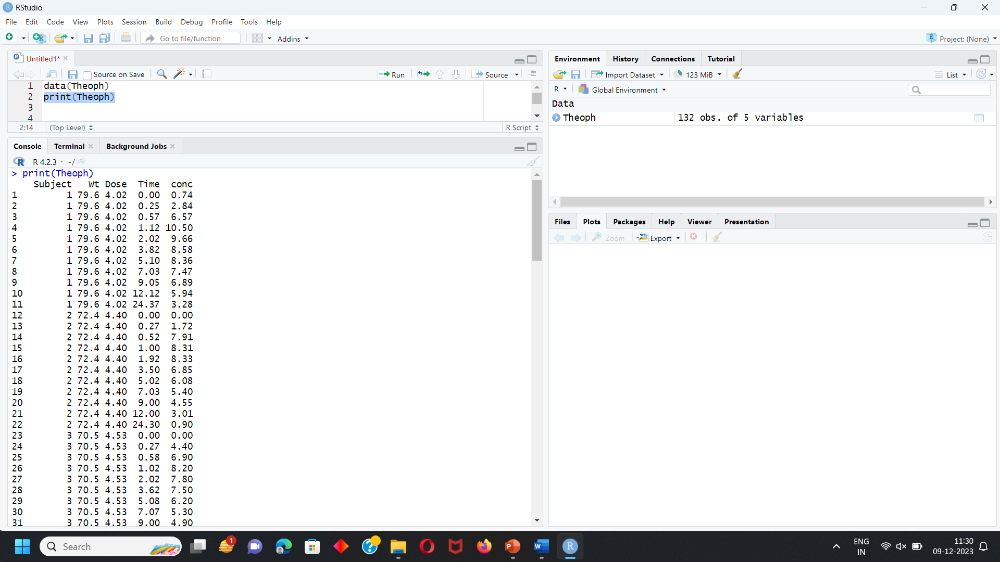 RStudio
File Edit Code View Plots Session Build Debug Profile Tools Help
Go to file/function Addins Project: (None)
Untitled1*
Source on Save Run Source
1 data(Theoph)
2 print(Theoph)
3
4
2:14 (Top Level) R Script
Console Terminal Background Jobs
R 4.2.3 · ~/
> print(Theoph)
Subject Wt Dose Time conc
1 1 79.6 4.02 0.00 0.74
2 1 79.6 4.02 0.25 2.84
3 1 79.6 4.02 0.57 6.57
4 1 79.6 4.02 1.12 10.50
5 1 79.6 4.02 2.02 9.66
6 1 79.6 4.02 3.82 8.58
7 1 79.6 4.02 5.10 8.36
8 1 79.6 4.02 7.03 7.47
9 1 79.6 4.02 9.05 6.89
10 1 79.6 4.02 12.12 5.94
11 1 79.6 4.02 24.37 3.28
12 2 72.4 4.40 0.00 0.00
13 2 72.4 4.40 0.27 1.72
14 2 72.4 4.40 0.52 7.91
15 2 72.4 4.40 1.00 8.31
16 2 72.4 4.40 1.92 8.33
17 2 72.4 4.40 3.50 6.85
18 2 72.4 4.40 5.02 6.08
19 2 72.4 4.40 7.03 5.40
20 2 72.4 4.40 9.00 4.55
21 2 72.4 4.40 12.00 3.01
22 2 72.4 4.40 24.30 0.90
23 3 70.5 4.53 0.00 0.00
24 3 70.5 4.53 0.27 4.40
25 3 70.5 4.53 0.58 6.90
26 3 70.5 4.53 1.02 8.20
27 3 70.5 4.53 2.02 7.80
28 3 70.5 4.53 3.62 7.50
29 3 70.5 4.53 5.08 6.20
30 3 70.5 4.53 7.07 5.30
31 3 70.5 4.53 9.00 4.90
Environment History Connections Tutorial
Import Dataset 123 MiB List
R Global Environment
Data
Theoph 132 obs. of 5 variables
Files Plots Packages Help Viewer Presentation
Zoom Export
Search 1 ENG 11:30
IN 09-12-2023